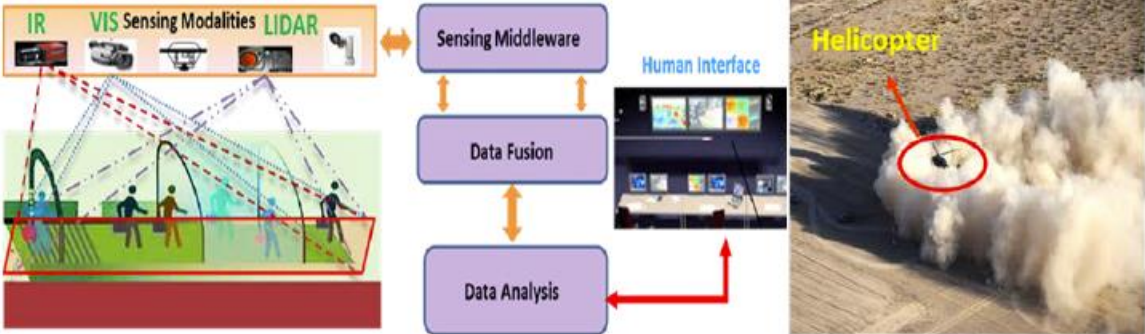 IR
VIS
Sensing Modalities
LIDAR
Sensing Middleware
Data Fusion
Data Analysis
Human Interface
Helicopter